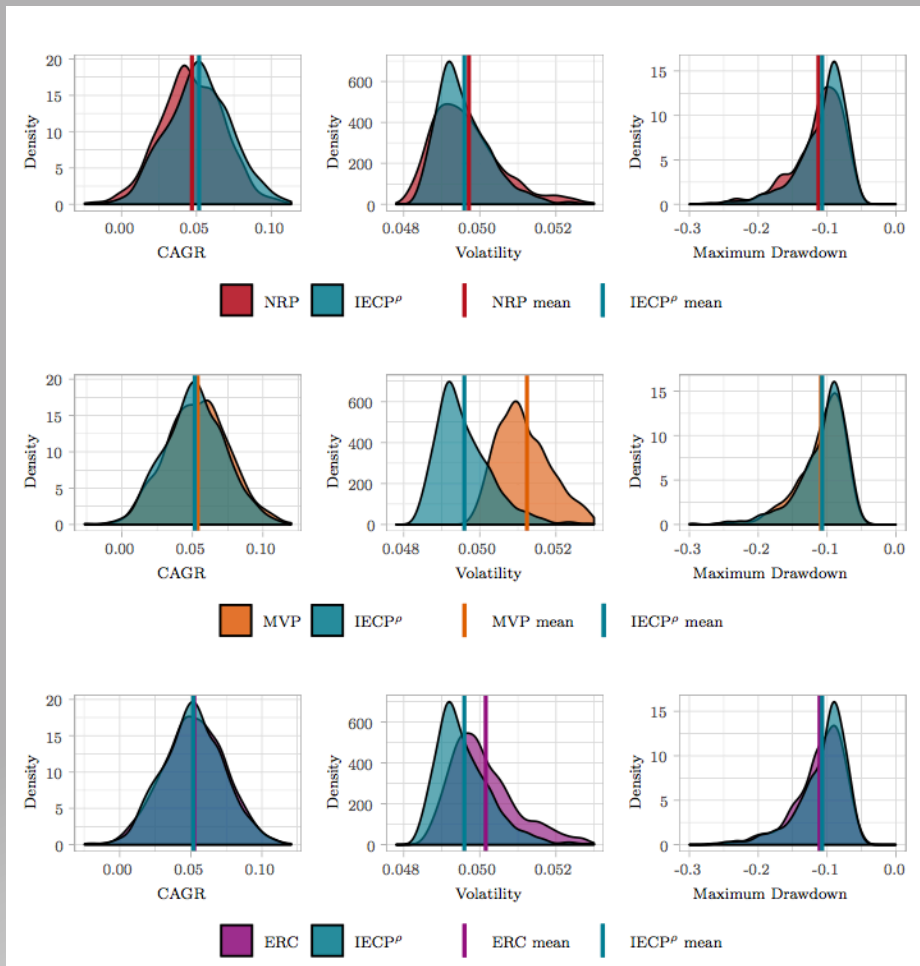 20
15
10
5
0
Density
0.00 0.05 0.10
CAGR
600
400
200
0
Density
0.048 0.050 0.052
Volatility
15
10
5
0
Density
-0.3 -0.2 -0.1 0.0
Maximum Drawdown
NRP IECPᵖ NRP mean IECPᵖ mean
20
15
10
5
0
Density
0.00 0.05 0.10
CAGR
600
400
200
0
Density
0.048 0.050 0.052
Volatility
15
10
5
0
Density
-0.3 -0.2 -0.1 0.0
Maximum Drawdown
MVP IECPᵖ MVP mean IECPᵖ mean
20
15
10
5
0
Density
0.00 0.05 0.10
CAGR
600
400
200
0
Density
0.048 0.050 0.052
Volatility
15
10
5
0
Density
-0.3 -0.2 -0.1 0.0
Maximum Drawdown
ERC IECPᵖ ERC mean IECPᵖ mean